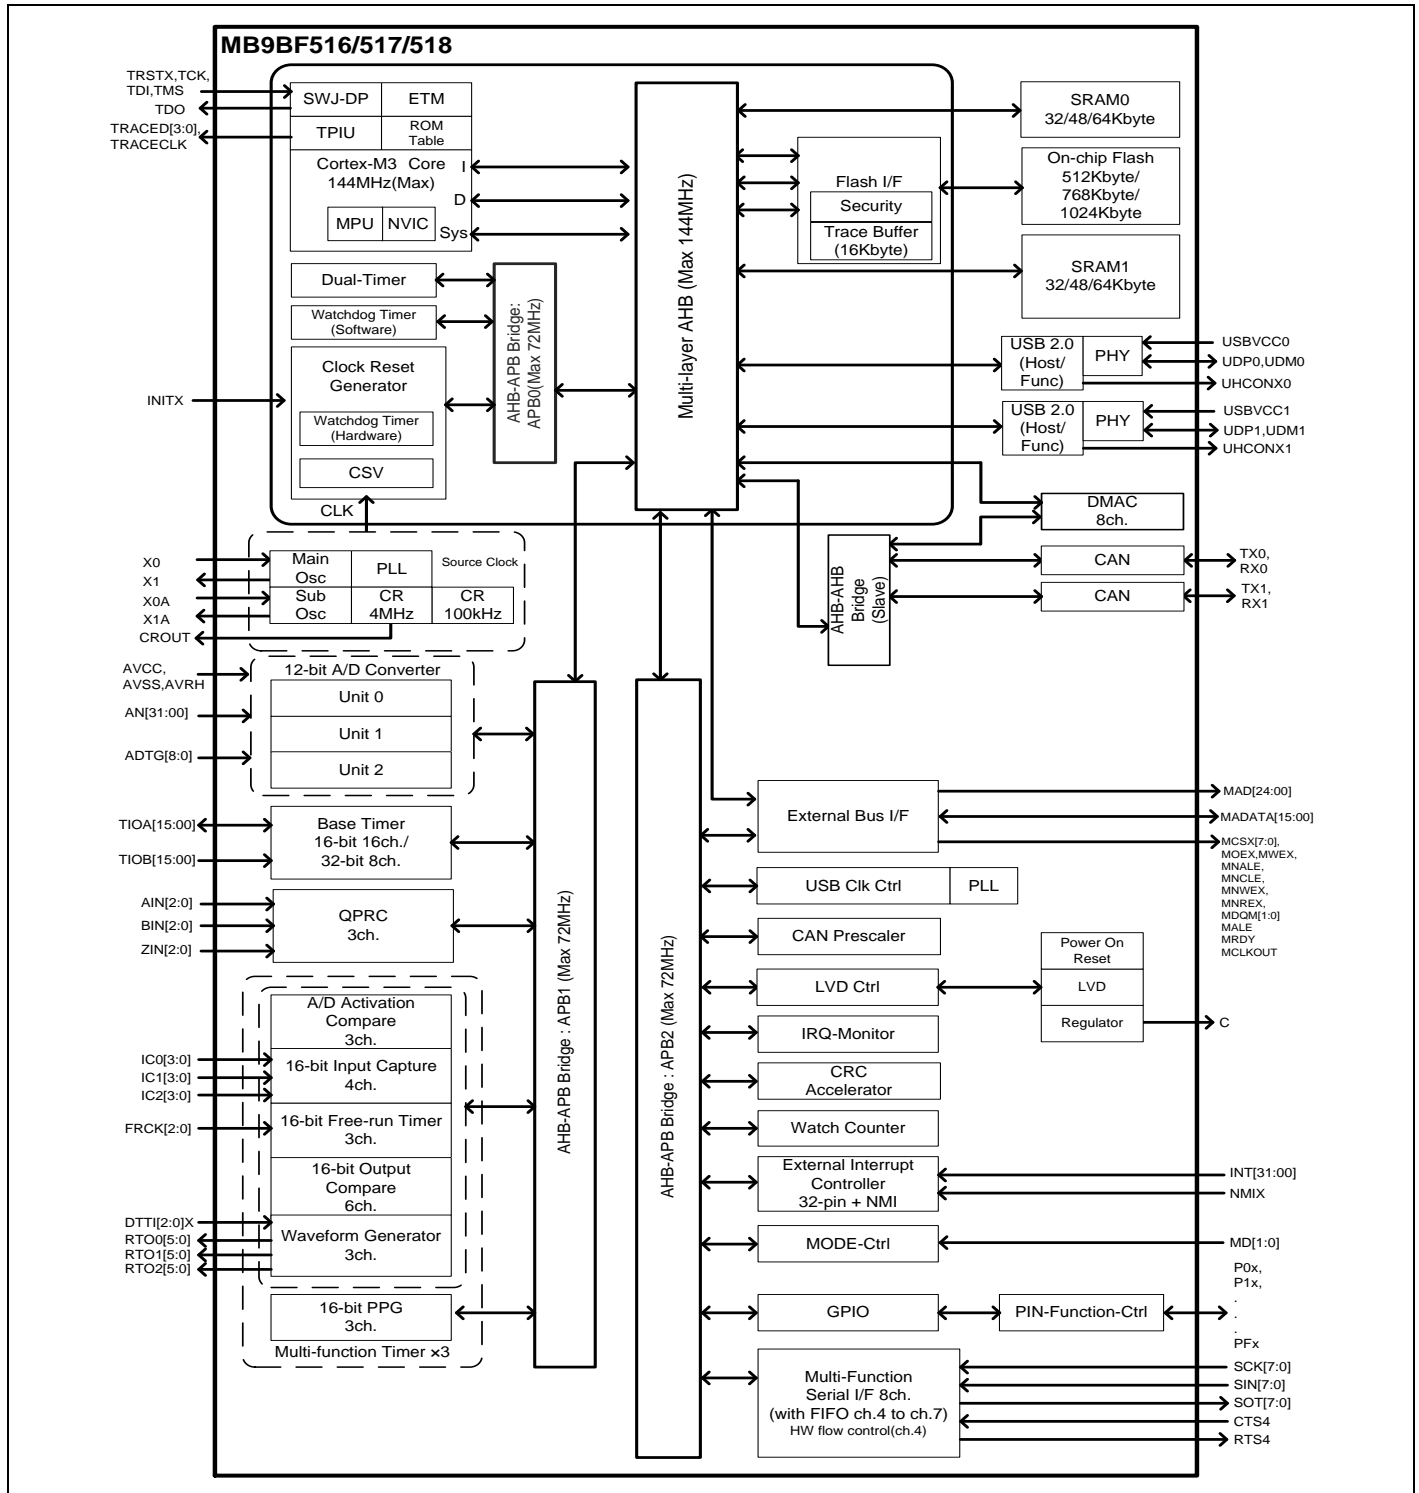 MB9BF516/517/518
TRSTX,TCK,
TDI,TMS
TDO
TRACED[3:0],
TRACECLK
SWJ-DP
ETM
TPIU
ROM
Table
Cortex-M3 Core
144MHz(Max)
I
D
Sys
MPU
NVIC
Dual-Timer
Watchdog Timer
(Software)
Clock Reset
Generator
Watchdog Timer
(Hardware)
CSV
CLK
INITX
AHB-APB Bridge:
APB0(Max 72MHz)
Multi-layer AHB (Max 144MHz)
Flash I/F
Security
Trace Buffer
(16Kbyte)
SRAM0
32/48/64Kbyte
On-chip Flash
512Kbyte/
768Kbyte/
1024Kbyte
SRAM1
32/48/64Kbyte
USB 2.0
(Host/
Func)
PHY
USBVCC0
UDP0,UDM0
UHCONX0
USB 2.0
(Host/
Func)
PHY
USBVCC1
UDP1,UDM1
UHCONX1
DMAC
8ch.
AHB-AHB
Bridge
(Slave)
CAN
TX0,
RX0
CAN
TX1,
RX1
X0
X1
X0A
X1A
CROUT
Main
Osc
PLL
Source Clock
Sub
Osc
CR
4MHz
CR
100kHz
AVCC,
AVSS,AVRH
AN[31:00]
ADTG[8:0]
12-bit A/D Converter
Unit 0
Unit 1
Unit 2
TIOA[15:00]
TIOB[15:00]
Base Timer
16-bit 16ch./
32-bit 8ch.
AIN[2:0]
BIN[2:0]
ZIN[2:0]
QPRC
3ch.
A/D Activation
Compare
3ch.
IC0[3:0]
IC1[3:0]
IC2[3:0]
16-bit Input Capture
4ch.
FRCK[2:0]
16-bit Free-run Timer
3ch.
16-bit Output
Compare
6ch.
DTTI[2:0]X
RTO0[5:0]
RTO1[5:0]
RTO2[5:0]
Waveform Generator
3ch.
16-bit PPG
3ch.
Multi-function Timer ×3
AHB-APB Bridge : APB1 (Max 72MHz)
AHB-APB Bridge : APB2 (Max 72MHz)
External Bus I/F
MAD[24:00]
MADATA[15:00]
MCSX[7:0],
MOEX,MWEX,
MNALE,
MNCLE,
MNWEX,
MNREX,
MDQM[1:0]
MALE
MRDY
MCLKOUT
USB Clk Ctrl
PLL
CAN Prescaler
LVD Ctrl
Power On
Reset
LVD
Regulator
C
IRQ-Monitor
CRC
Accelerator
Watch Counter
External Interrupt
Controller
32-pin + NMI
INT[31:00]
NMIX
MODE-Ctrl
MD[1:0]
GPIO
PIN-Function-Ctrl
P0x,
P1x,
.
.
.
PFx
Multi-Function
Serial I/F 8ch.
(with FIFO ch.4 to ch.7)
HW flow control(ch.4)
SCK[7:0]
SIN[7:0]
SOT[7:0]
CTS4
RTS4